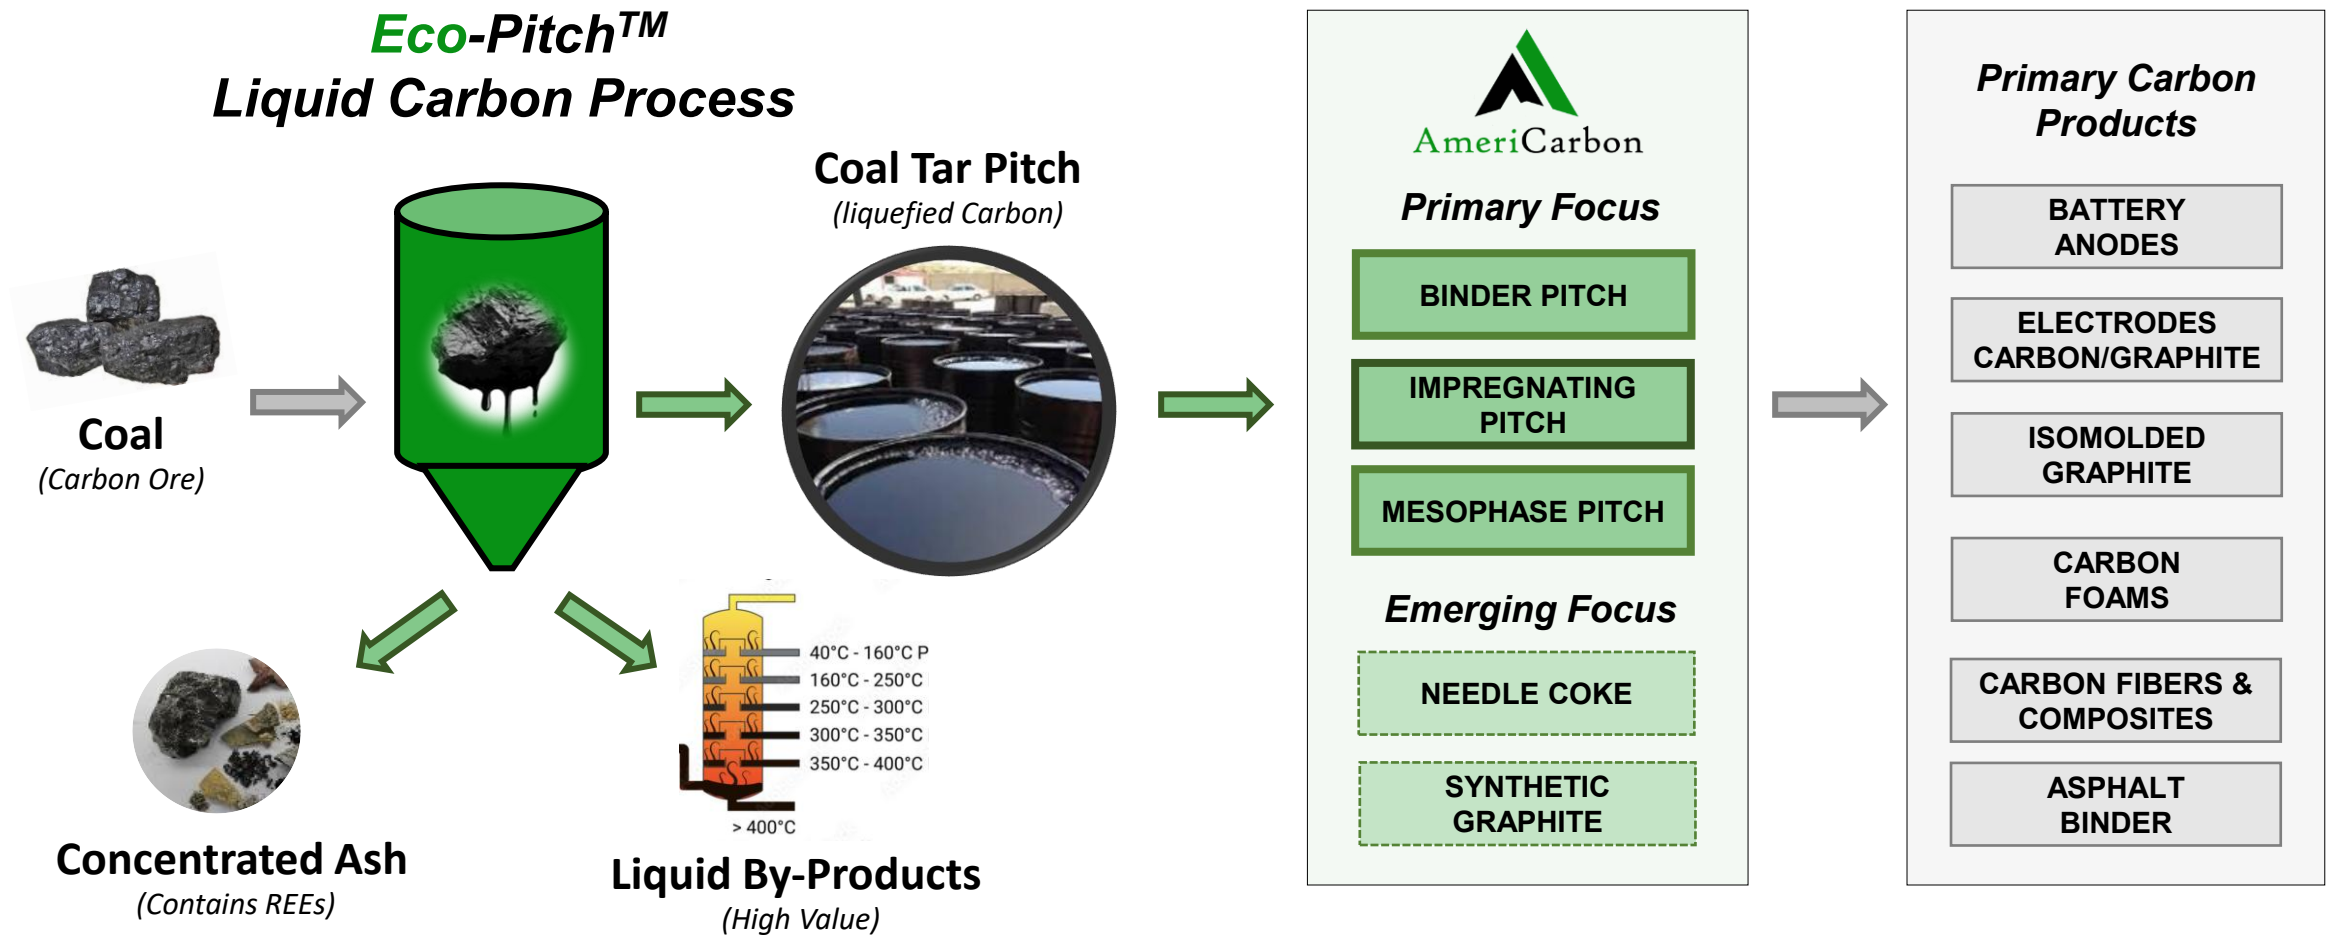 Eco-Pitch™
Liquid Carbon Process
Coal
(Carbon Ore)
Coal Tar Pitch
(liquefied Carbon)
Concentrated Ash
(Contains REEs)
40°C - 160°C P
160°C - 250°C
250°C - 300°C
300°C - 350°C
350°C - 400°C
> 400°C
Liquid By-Products
(High Value)
AmeriCarbon
Primary Focus
BINDER PITCH
IMPREGNATING
PITCH
MESOPHASE PITCH
Emerging Focus
NEEDLE COKE
SYNTHETIC
GRAPHITE
Primary Carbon
Products
BATTERY
ANODES
ELECTRODES
CARBON/GRAPHITE
ISOMOLDED
GRAPHITE
CARBON
FOAMS
CARBON FIBERS &
COMPOSITES
ASPHALT
BINDER